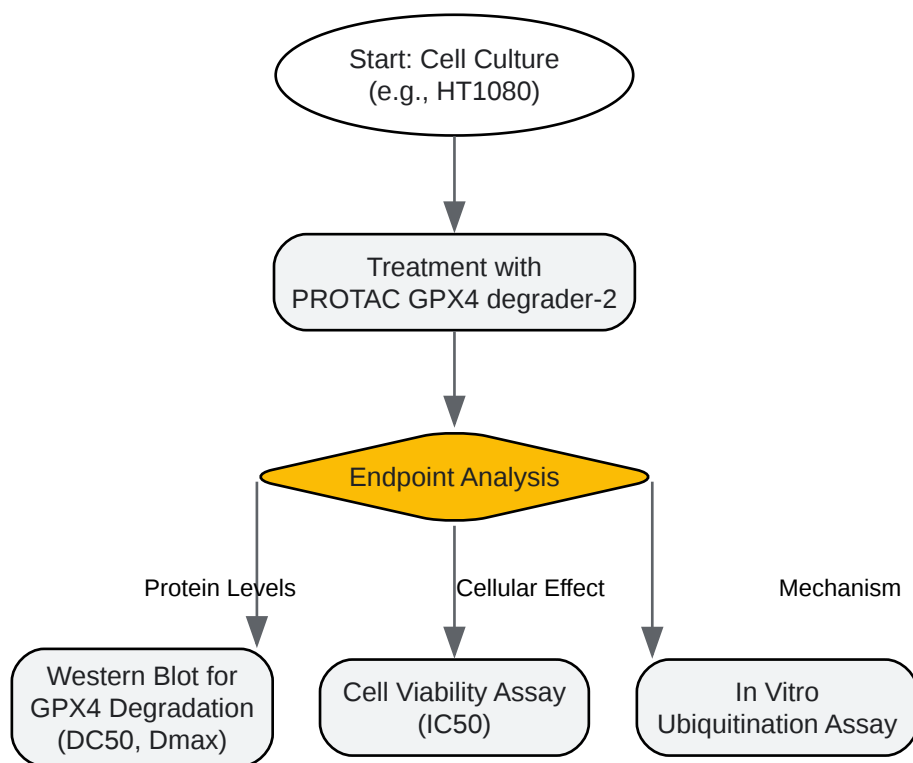 Start: Cell Culture
(e.g., HT1080)
Treatment with
PROTAC GPX4 degrader-2
Endpoint Analysis
Protein Levels
Cellular Effect
Mechanism
Western Blot for
GPX4 Degradation
(DC50, Dmax)
Cell Viability Assay
(IC50)
In Vitro
Ubiquitination Assay